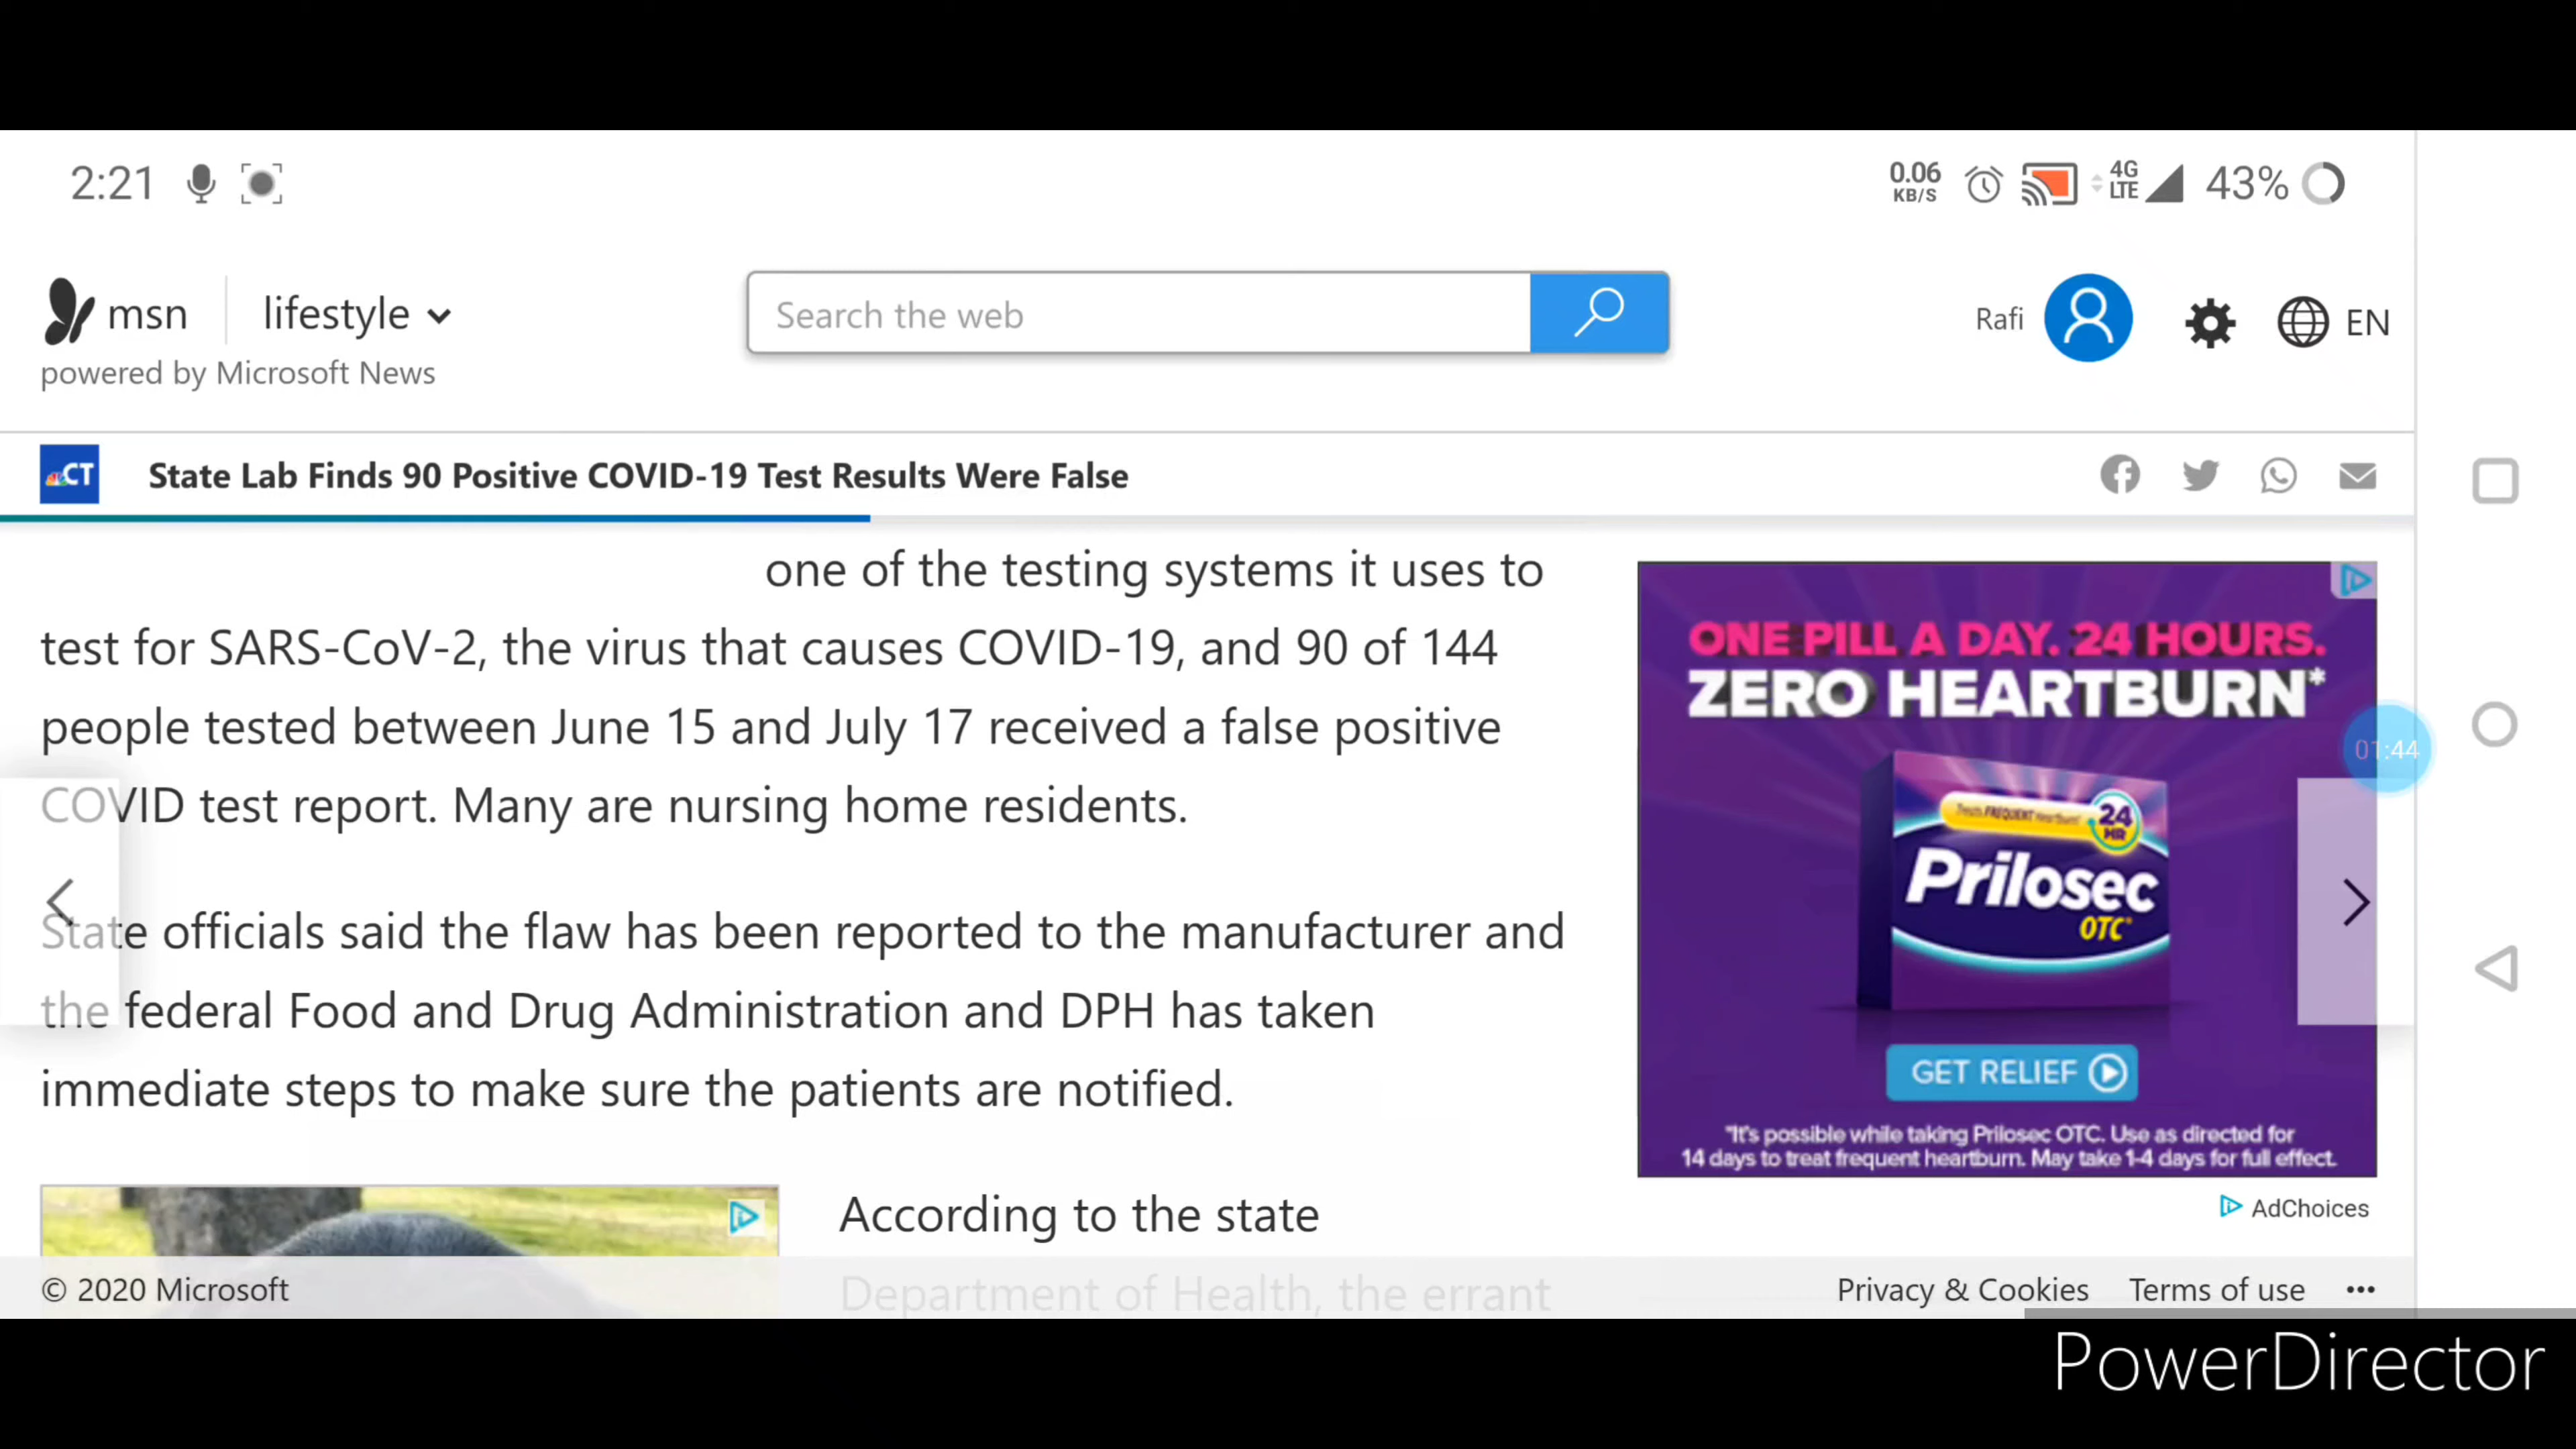 2:21
0.06 KB/S
4G LTE
43%
msn
lifestyle
powered by Microsoft News
Search the web
Rafi
EN
CT
State Lab Finds 90 Positive COVID-19 Test Results Were False
one of the testing systems it uses to
test for SARS-CoV-2, the virus that causes COVID-19, and 90 of 144
people tested between June 15 and July 17 received a false positive
COVID test report. Many are nursing home residents.
State officials said the flaw has been reported to the manufacturer and
the federal Food and Drug Administration and DPH has taken
immediate steps to make sure the patients are notified.
According to the state
Department of Health, the errant
ONE PILL A DAY. 24 HOURS.
ZERO HEARTBURN*
01:44
Treats FREQUENT Heartburn!
24 HR
Prilosec
OTC
GET RELIEF
*It's possible while taking Prilosec OTC. Use as directed for
14 days to treat frequent heartburn. May take 1-4 days for full effect.
AdChoices
© 2020 Microsoft
Privacy & Cookies
Terms of use
...
PowerDirector